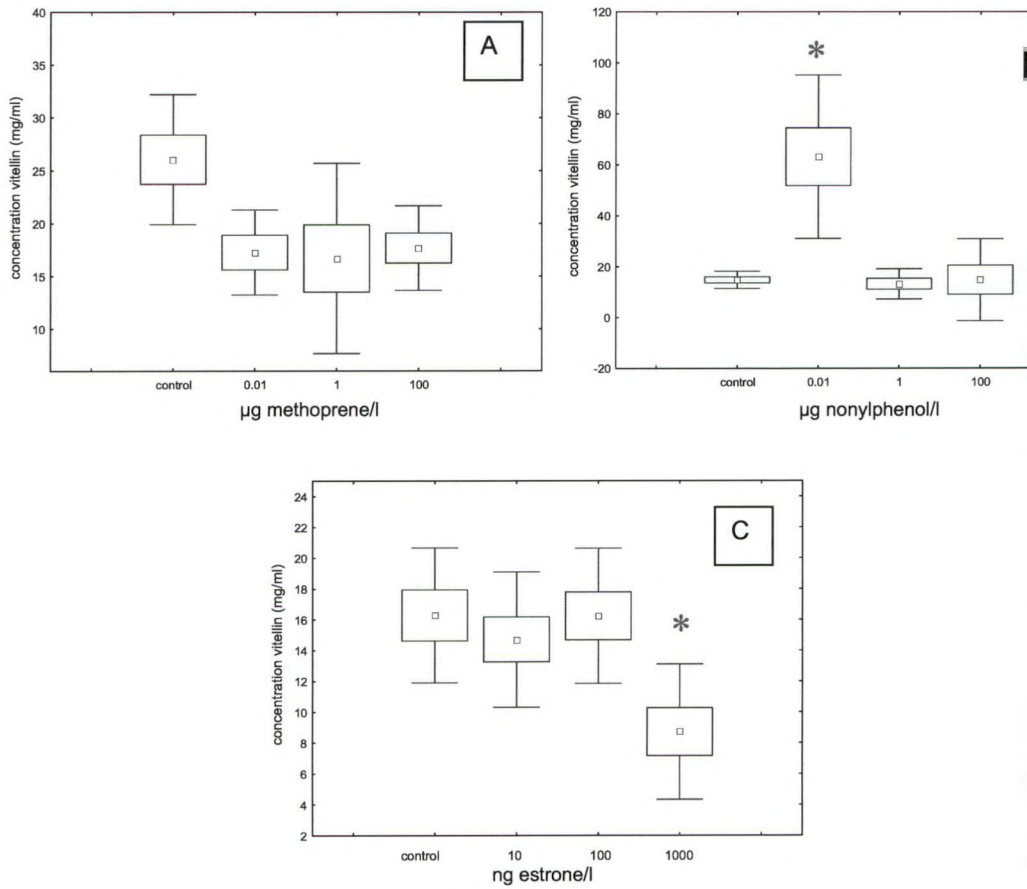 A
concentration vitellin (mg/ml)
40
35
30
25
20
15
10
control 0.01 1 100
µg methoprene/l
*
concentration vitellin (mg/ml)
120
100
80
60
40
20
0
-20
control 0.01 1 100
µg nonylphenol/l
C
*
concentration vitellin (mg/ml)
24
22
20
18
16
14
12
10
8
6
4
2
control 10 100 1000
ng estrone/l